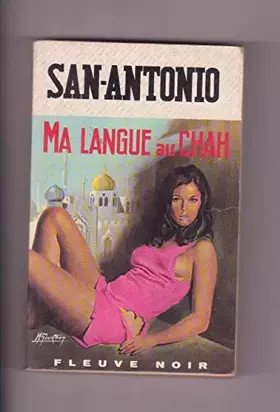 SAN-ANTONIO
MA LANGUE au CHAH
FLEUVE NOIR